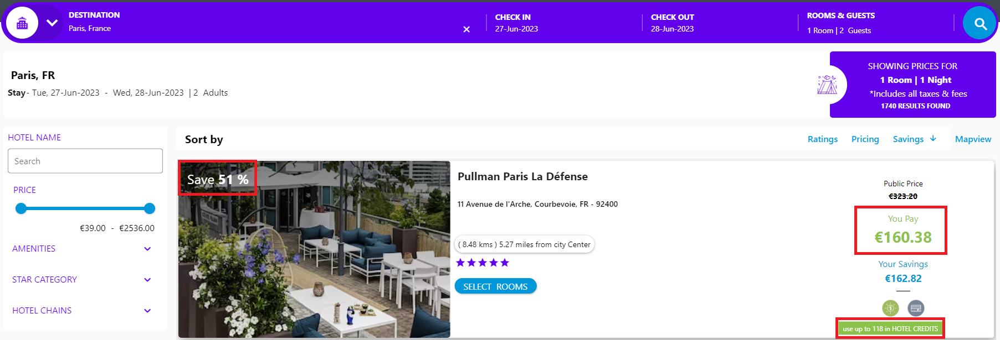 DESTINATION
Paris, France
CHECK IN
27-Jun-2023
CHECK OUT
28-Jun-2023
ROOMS & GUESTS
1 Room | 2 Guests
Paris, FR
Stay - Tue, 27-Jun-2023 - Wed, 28-Jun-2023 | 2 Adults
SHOWING PRICES FOR
1 Room | 1 Night
*Includes all taxes & fees
1740 RESULTS FOUND
HOTEL NAME
Search
PRICE
€39.00 - €2536.00
AMENITIES
STAR CATEGORY
HOTEL CHAINS
Sort by
Ratings Pricing Savings Mapview
Save 51 %
Pullman Paris La Défense
11 Avenue de l'Arche, Courbevoie, FR - 92400
( 8.48 kms ) 5.27 miles from city Center
SELECT ROOMS
Public Price
€323.20
You Pay
€160.38
Your Savings
€162.82
use up to 118 in HOTEL CREDITS